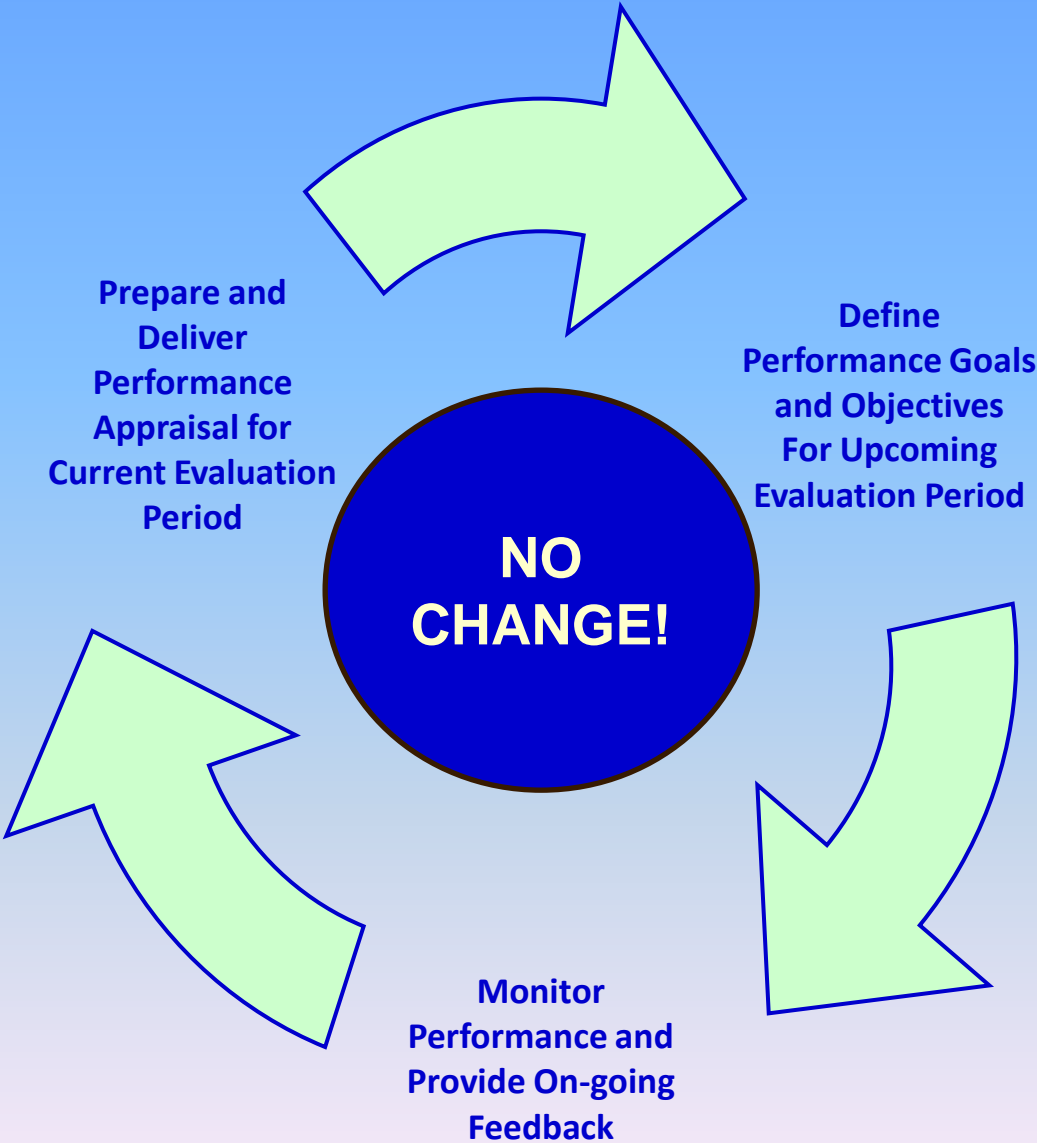 Prepare and
Deliver
Performance
Appraisal for
Current Evaluation
Period
Define
Performance Goals
and Objectives
For Upcoming
Evaluation Period
NO
CHANGE!
Monitor
Performance and
Provide On-going
Feedback